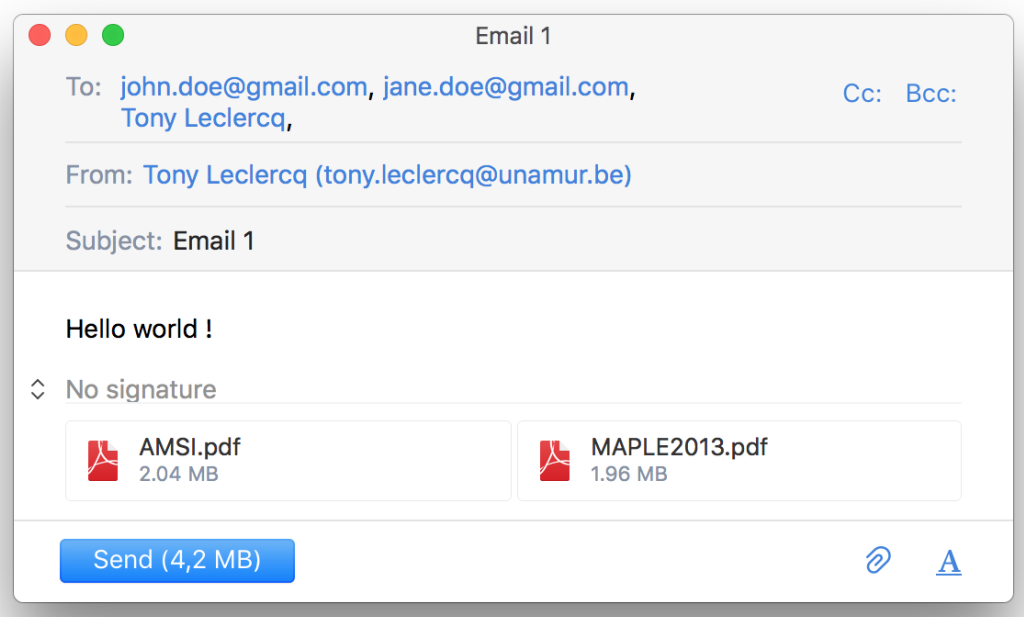 Email 1
To: john.doe@gmail.com, jane.doe@gmail.com, Cc: Bcc:
Tony Leclercq,
From: Tony Leclercq (tony.leclercq@unamur.be)
Subject: Email 1
Hello world !
No signature
AMSI.pdf
2.04 MB
MAPLE2013.pdf
1.96 MB
Send (4,2 MB)
A